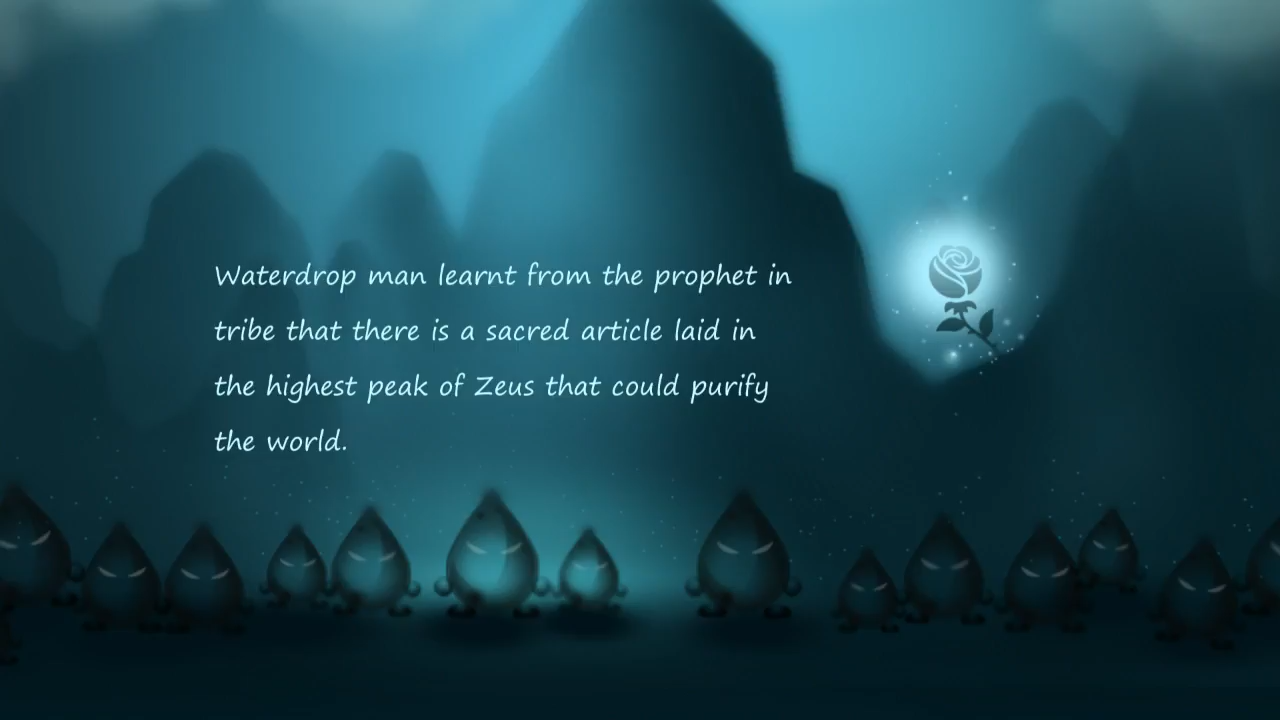 Waterdrop man learnt from the prophet in
tribe that there is a sacred article laid in
the highest peak of Zeus that could purify
the world.